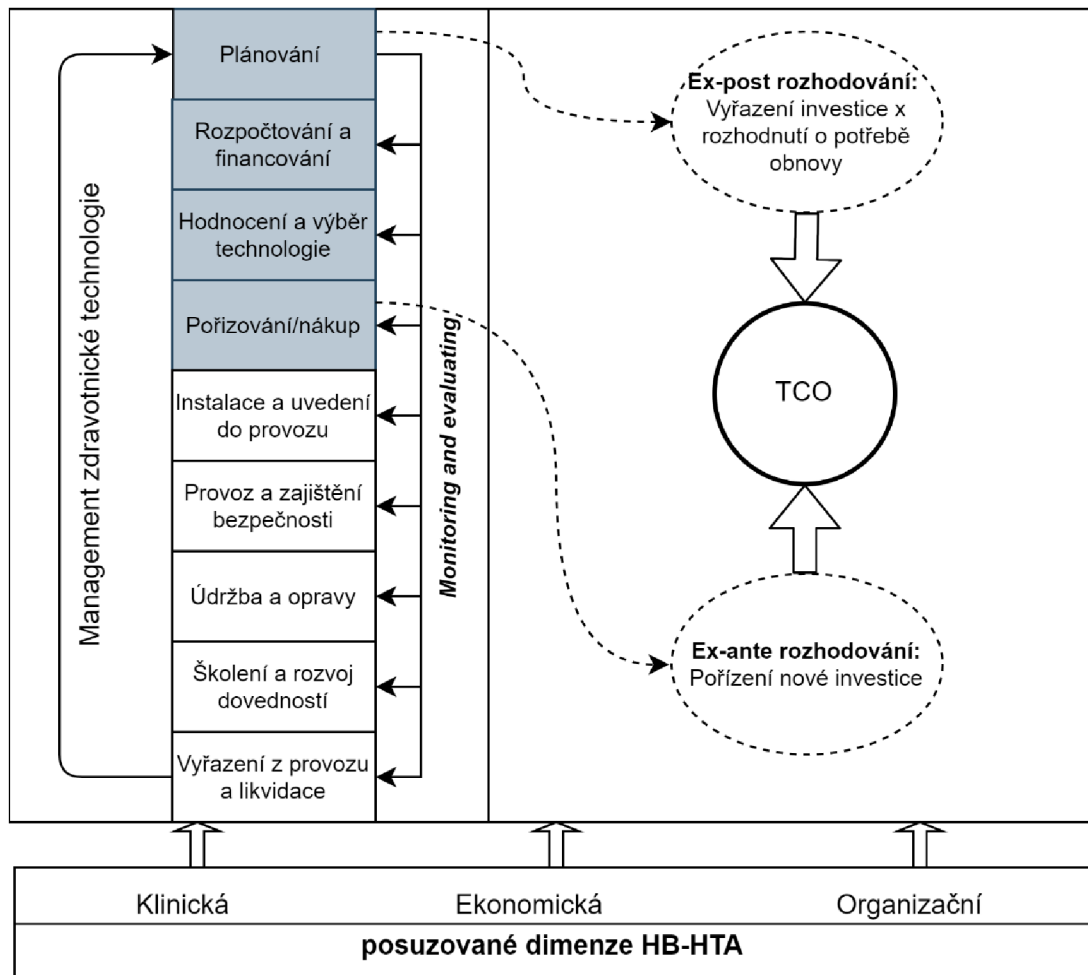 Management zdravotnické technologie
Plánování
Rozpočtování a
financování
Hodnocení a výběr
technologie
Pořizování/nákup
Instalace a uvedení
do provozu
Provoz a zajištění
bezpečnosti
Údržba a opravy
Školení a rozvoj
dovedností
Vyřazení z provozu
a likvidace
Monitoring and evaluating
Ex-post rozhodování:
Vyřazení investice x
rozhodnutí o potřebě
obnovy
TCO
Ex-ante rozhodování:
Pořízení nové investice
Klinická
Ekonomická
Organizační
posuzované dimenze HB-HTA